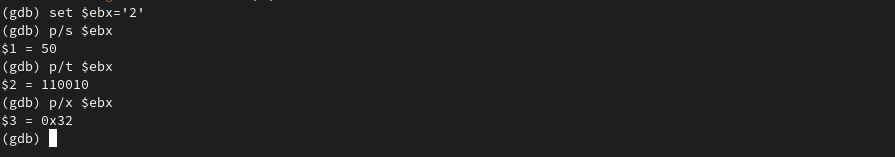 (gdb) set $ebx='2'
(gdb) p/s $ebx
$1 = 50
(gdb) p/t $ebx
$2 = 110010
(gdb) p/x $ebx
$3 = 0x32
(gdb)